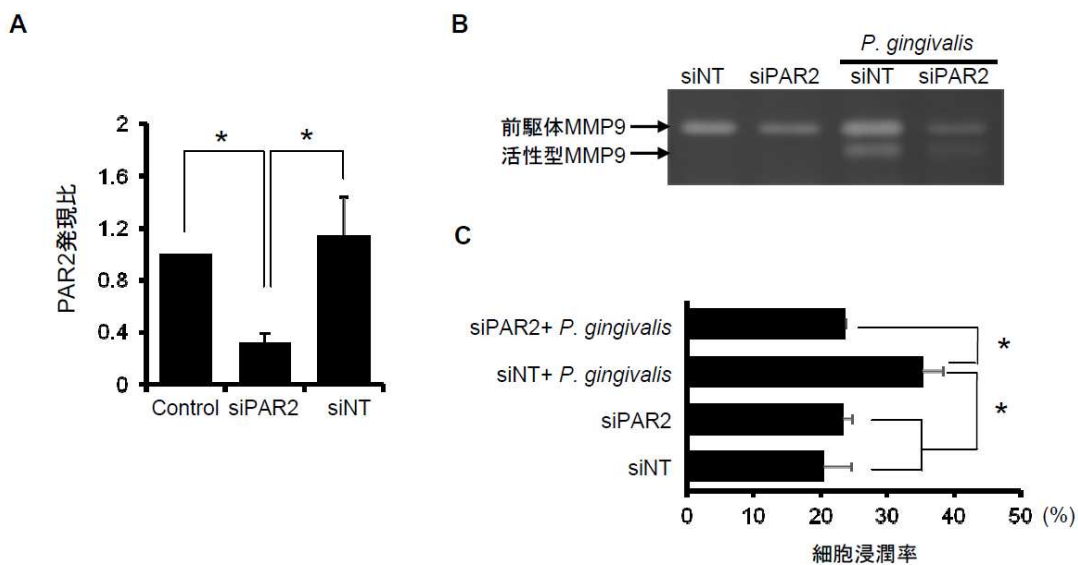 A
2
1.6
1.2
0.8
0.4
0
PAR2発現比
*
*
Control siPAR2 siNT
B
P. gingivalis
siNT siPAR2 siNT siPAR2
前駆体MMP9
活性型MMP9
C
siPAR2+ P. gingivalis
siNT+ P. gingivalis
siPAR2
siNT
*
*
0 10 20 30 40 50 (%)
細胞浸潤率